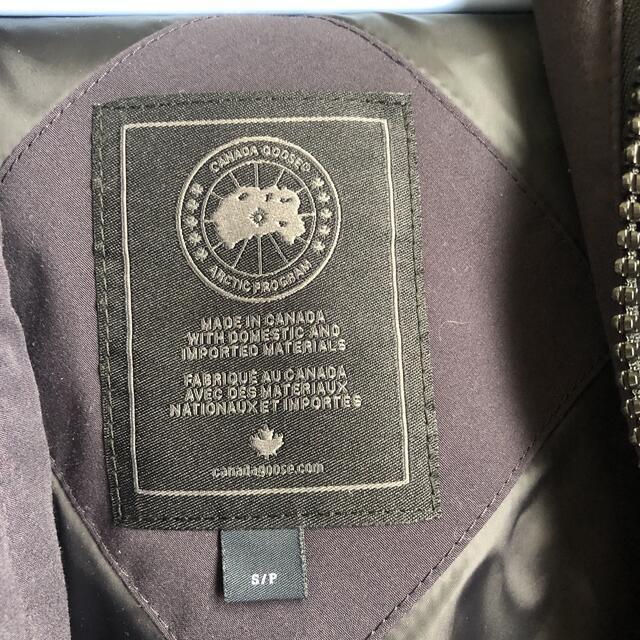 CANADA GOOSE®
ARCTIC PROGRAM
MADE IN CANADA
WITH DOMESTIC AND
IMPORTED MATERIALS
FABRIQUÉ AU CANADA
AVEC DES MATERIAUX
NATIONAUX ET IMPORTÉS
canadagoose.com
S/P